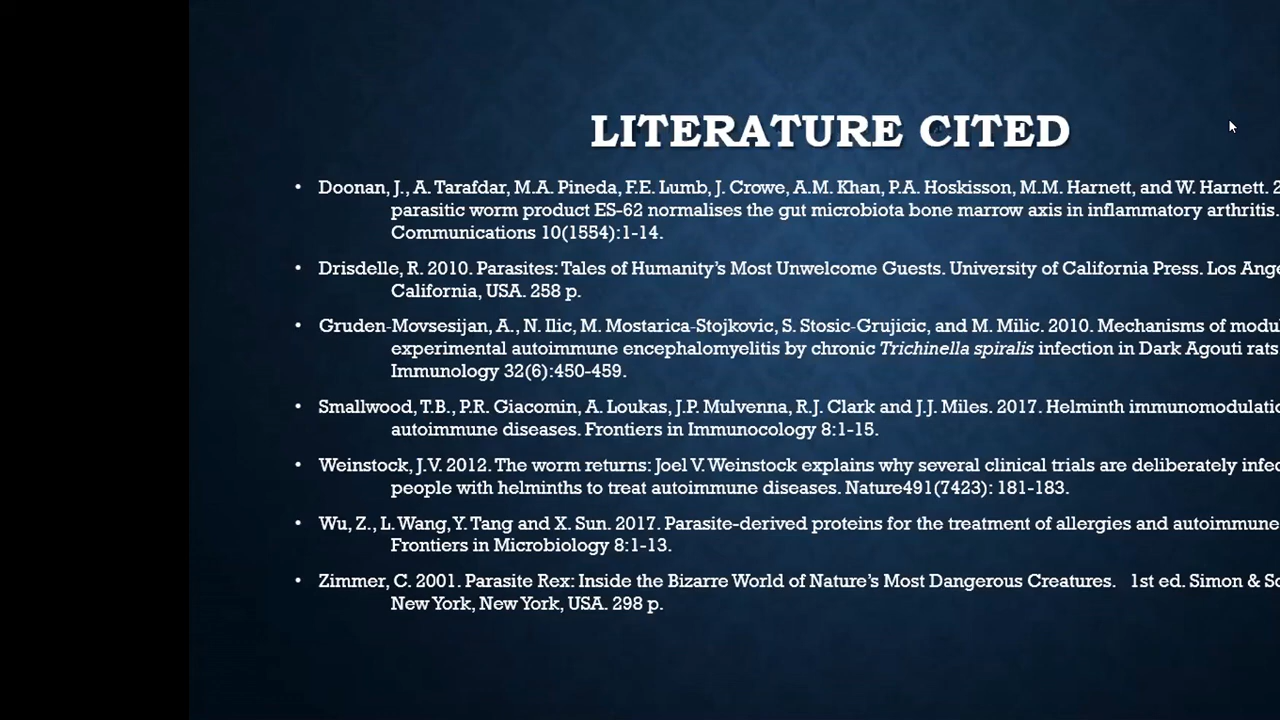 LITERATURE CITED
• Doonan, J., A. Tarafdar, M.A. Pineda, F.E. Lumb, J. Crowe, A.M. Khan, P.A. Hoskisson, M.M. Harnett, and W. Harnett. 2
parasitic worm product ES-62 normalises the gut microbiota bone marrow axis in inflammatory arthritis.
Communications 10(1554):1-14.
• Drisdelle, R. 2010. Parasites: Tales of Humanity's Most Unwelcome Guests. University of California Press. Los Ange
California, USA. 258 p.
• Gruden-Movsesijan, A., N. Ilic, M. Mostarica-Stojkovic, S. Stosic-Grujicic, and M. Milic. 2010. Mechanisms of modu
experimental autoimmune encephalomyelitis by chronic Trichinella spiralis infection in Dark Agouti rats
Immunology 32(6):450-459.
• Smallwood, T.B., P.R. Giacomin, A. Loukas, J.P. Mulvenna, R.J. Clark and J.J. Miles. 2017. Helminth immunomodulatio
autoimmune diseases. Frontiers in Immunocology 8:1-15.
• Weinstock, J.V. 2012. The worm returns: Joel V. Weinstock explains why several clinical trials are deliberately infec
people with helminths to treat autoimmune diseases. Nature491(7423): 181-183.
• Wu, Z., L. Wang, Y. Tang and X. Sun. 2017. Parasite-derived proteins for the treatment of allergies and autoimmune
Frontiers in Microbiology 8:1-13.
• Zimmer, C. 2001. Parasite Rex: Inside the Bizarre World of Nature's Most Dangerous Creatures. 1st ed. Simon & Sc
New York, New York, USA. 298 p.